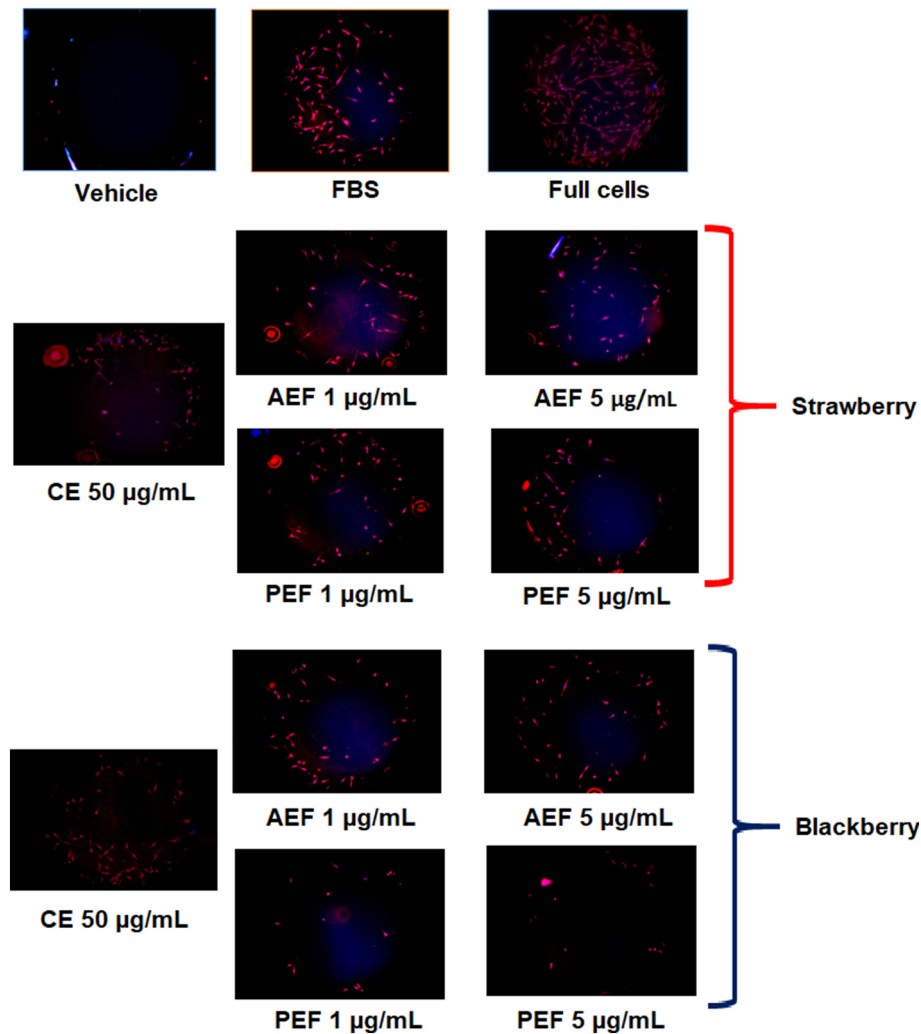 Vehicle
FBS
Full cells
AEF 1 µg/mL
AEF 5 µg/mL
Strawberry
CE 50 µg/mL
PEF 1 µg/mL
PEF 5 µg/mL
AEF 1 µg/mL
AEF 5 µg/mL
Blackberry
CE 50 µg/mL
PEF 1 µg/mL
PEF 5 µg/mL